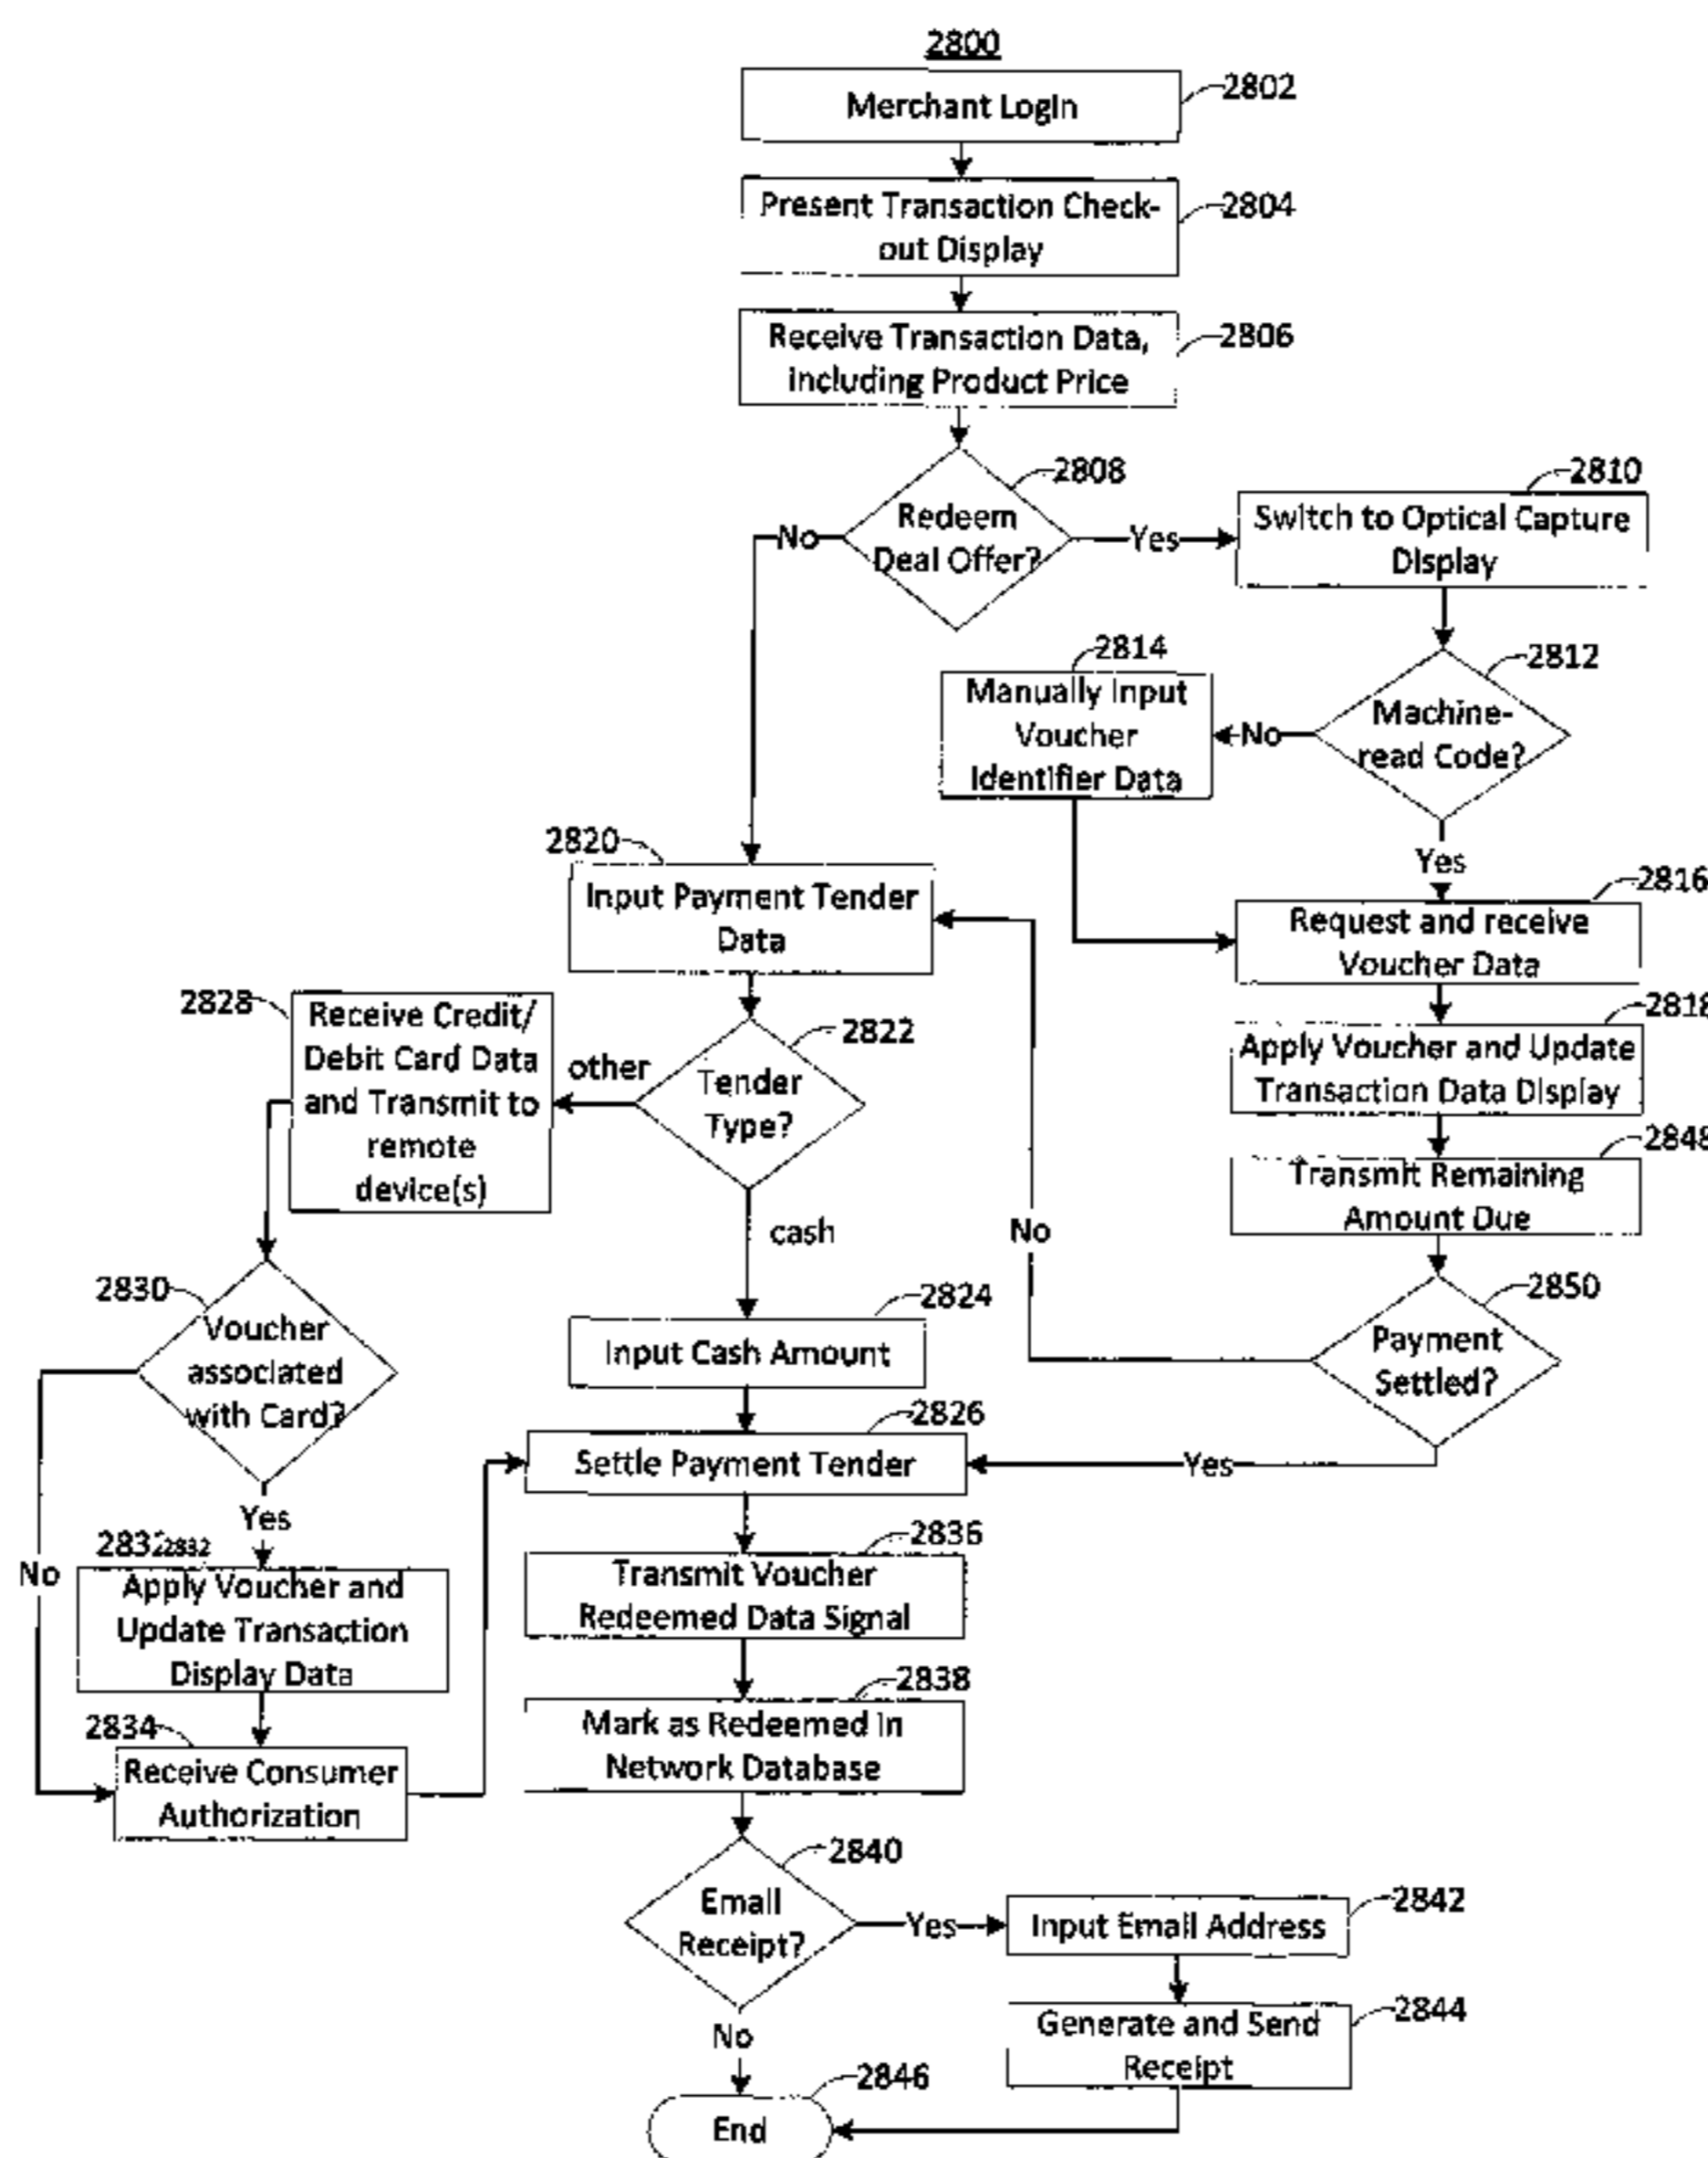 2800
Merchant Login
2802
Present Transaction Check-
out Display
2804
Receive Transaction Data,
including Product Price
2806
2808
Redeem
Deal Offer?
No
Yes
2810
Switch to Optical Capture
Display
2812
Machine-
read Code?
No
Yes
2814
Manually Input
Voucher
Identifier Data
2816
Request and receive
Voucher Data
2818
Apply Voucher and Update
Transaction Data Display
2848
Transmit Remaining
Amount Due
2850
Payment
Settled?
No
Yes
2820
Input Payment Tender
Data
2822
Tender
Type?
other
cash
2828
Receive Credit/
Debit Card Data
and Transmit to
remote
device(s)
2830
Voucher
associated
with Card?
No
Yes
2832 2832
Apply Voucher and
Update Transaction
Display Data
2834
Receive Consumer
Authorization
2824
Input Cash Amount
2826
Settle Payment Tender
2836
Transmit Voucher
Redeemed Data Signal
2838
Mark as Redeemed in
Network Database
2840
Email
Receipt?
Yes
No
2842
Input Email Address
2844
Generate and Send
Receipt
2846
End